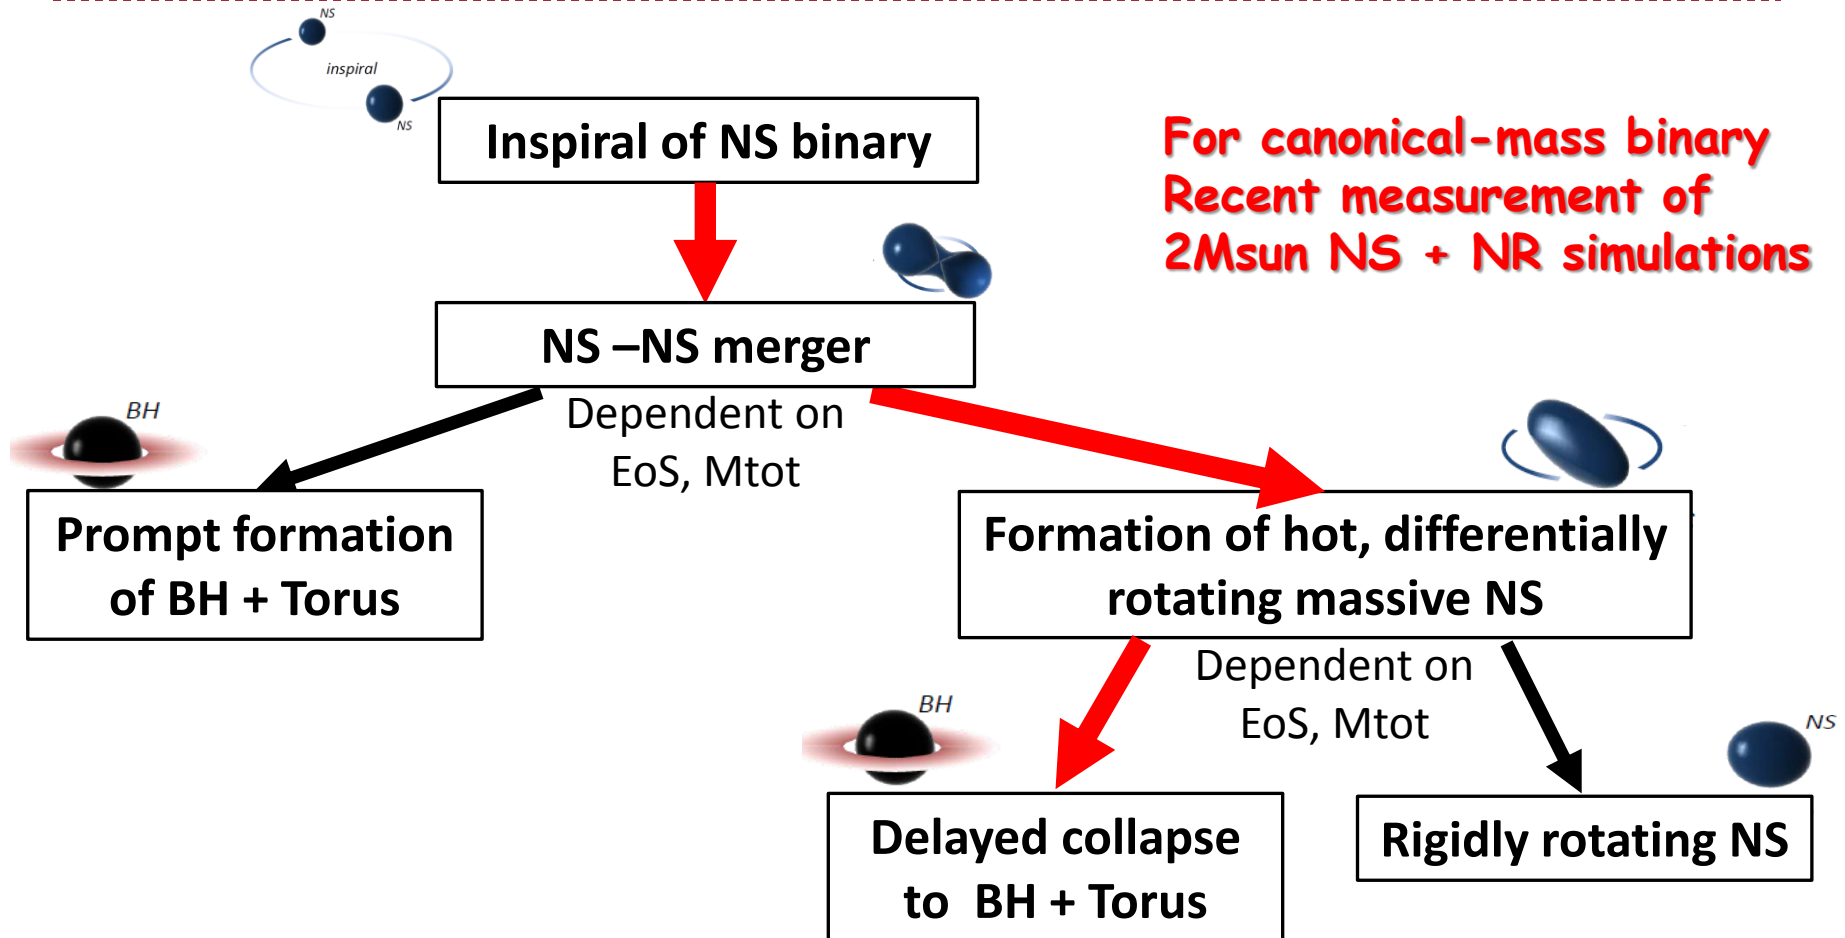 NS
inspiral
NS
Inspiral of NS binary
For canonical-mass binary
Recent measurement of
2Msun NS + NR simulations
NS –NS merger
Dependent on
EoS, Mtot
BH
Prompt formation
of BH + Torus
Formation of hot, differentially
rotating massive NS
Dependent on
EoS, Mtot
BH
NS
Delayed collapse
to BH + Torus
Rigidly rotating NS